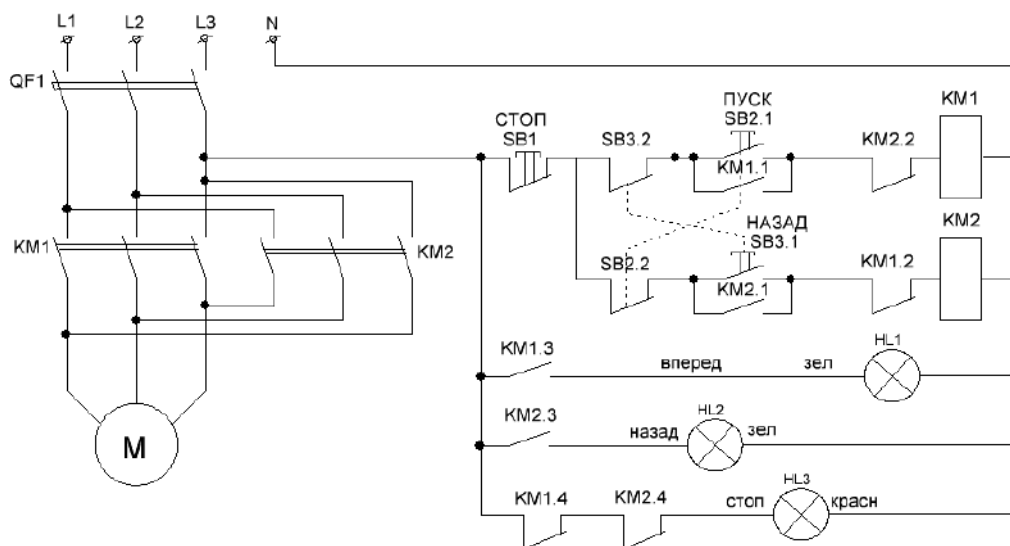 L1 L2 L3 N
QF1
СТОП
SB1
SB3.2
ПУСК
SB2.1
KM1.1
KM2.2
KM1
KM1
KM2
SB2.2
НАЗАД
SB3.1
KM2.1
KM1.2
KM2
KM1.3
вперед
зел
HL1
KM2.3
назад
HL2
зел
KM1.4
KM2.4
стоп
HL3
красн
M